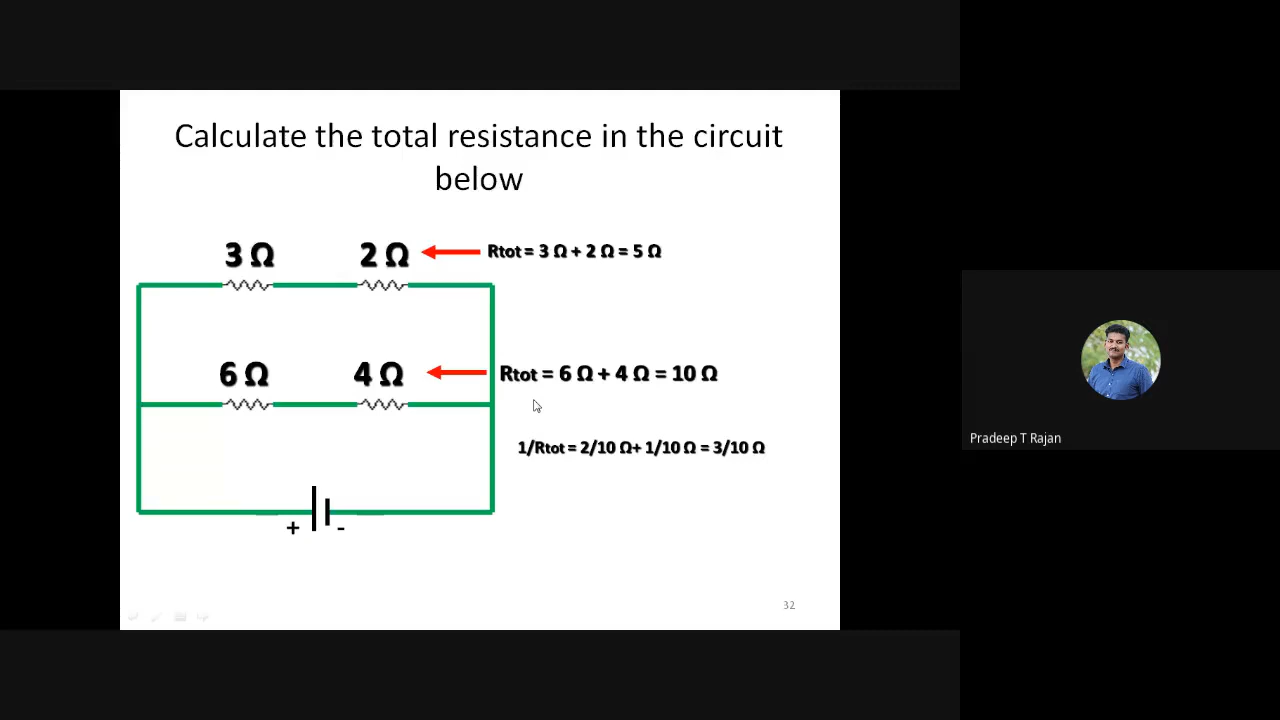 Calculate the total resistance in the circuit
below
3 Ω
2 Ω
Rtot = 3 Ω + 2 Ω = 5 Ω
6 Ω
4 Ω
Rtot = 6 Ω + 4 Ω = 10 Ω
1/Rtot = 2/10 Ω+ 1/10 Ω = 3/10 Ω
+
-
32
Pradeep T Rajan